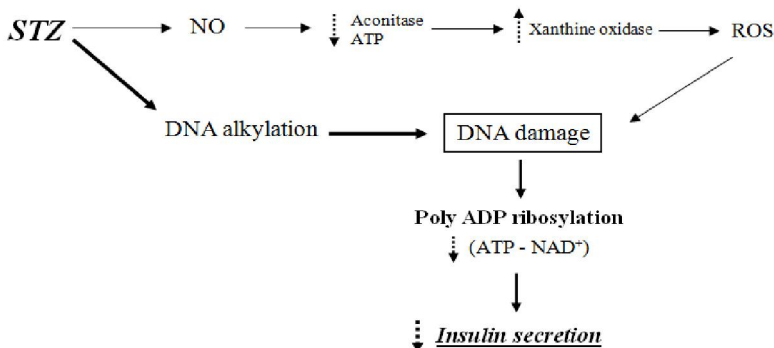 STZ NO Aconitase ATP Xanthine oxidase ROS
DNA alkylation DNA damage
Poly ADP ribosylation
(ATP - NAD⁺)
Insulin secretion